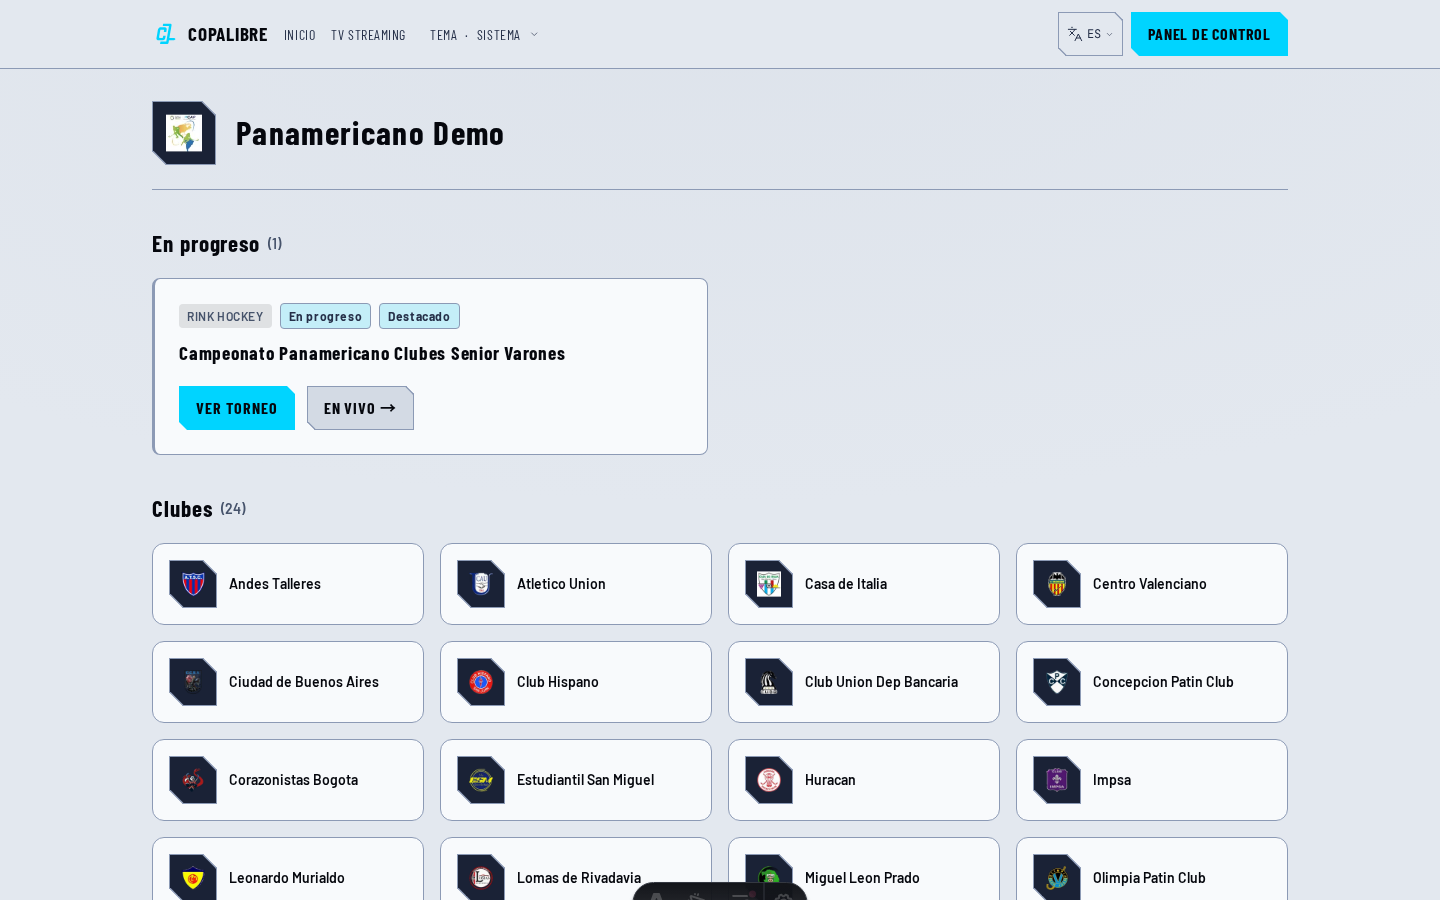 COPALIBRE INICIO TV STREAMING TEMA · SISTEMA ES PANEL DE CONTROL
Panamericano Demo
En progreso (1)
RINK HOCKEY En progreso Destacado
Campeonato Panamericano Clubes Senior Varones
VER TORNEO EN VIVO →
Clubes (24)
Andes Talleres Atletico Union Casa de Italia Centro Valenciano
Ciudad de Buenos Aires Club Hispano Club Union Dep Bancaria Concepcion Patin Club
Corazonistas Bogota Estudiantil San Miguel Huracan Impsa
Leonardo Murialdo Lomas de Rivadavia Miguel Leon Prado Olimpia Patin Club